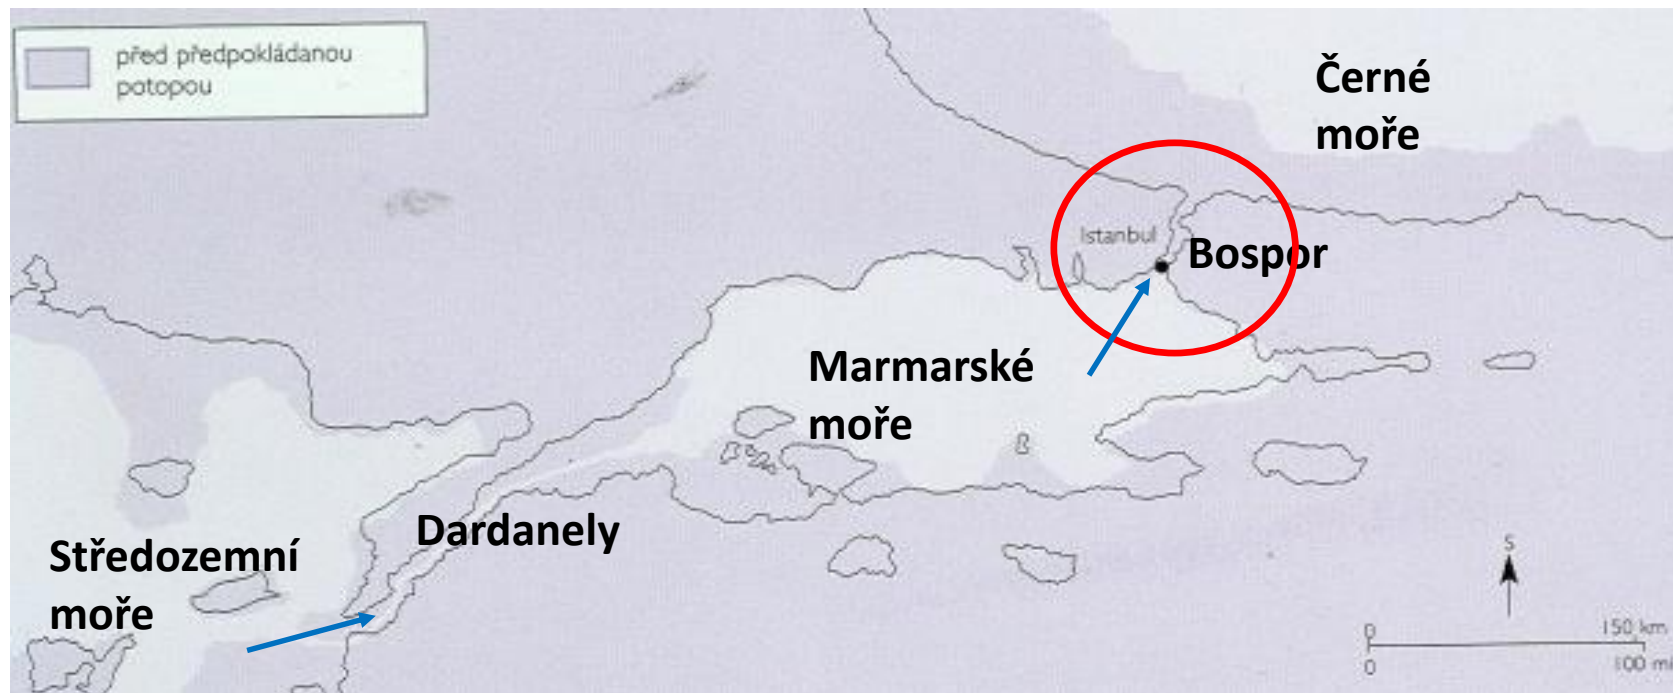 před předpokládanou
potopou
Černé
moře
Istanbul
Bospor
Marmarské
moře
Dardanely
Středozemní
moře
S
0 150 km
0 100 mi